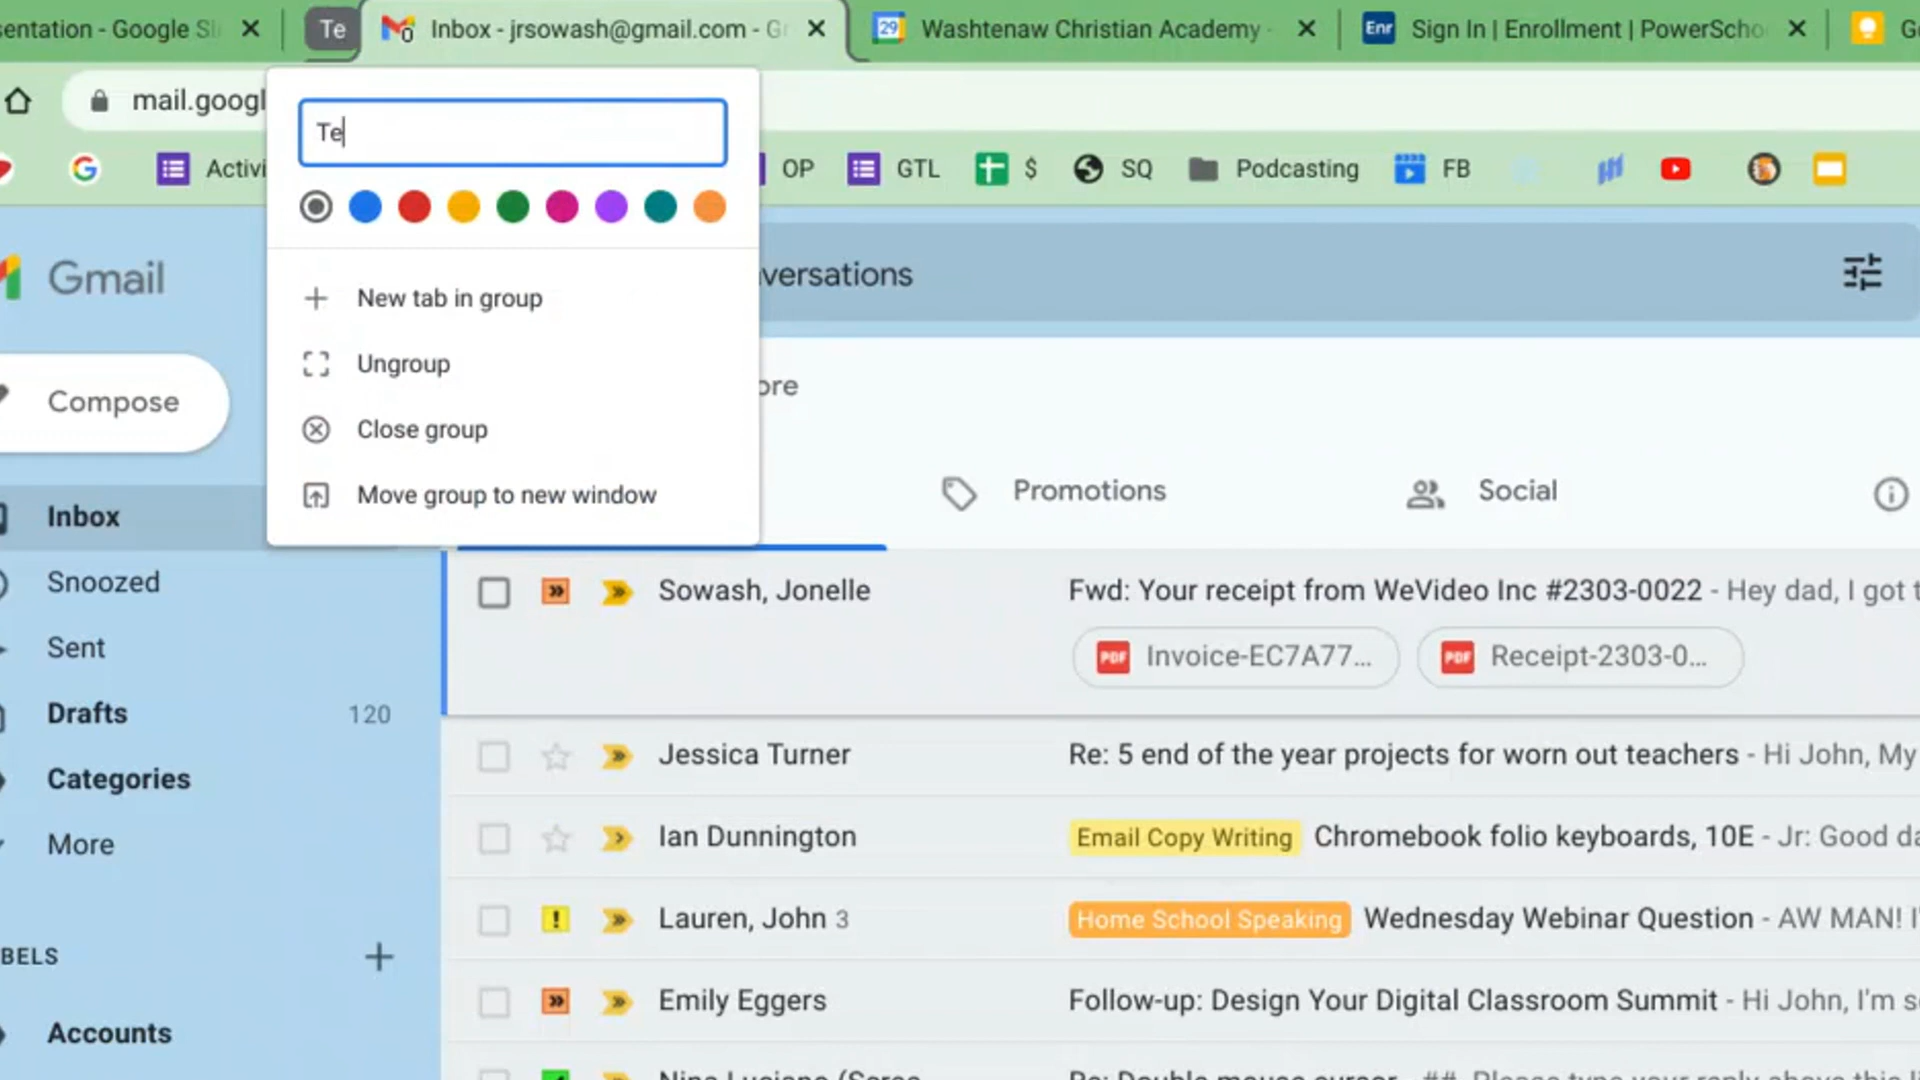 entation - Google Sli
Te
Inbox - jrsowash@gmail.com - G
29
Washtenaw Christian Academy -
Enr
Sign In | Enrollment | PowerScho
G
mail.googl
Te
Activi
OP
GTL
$
SQ
Podcasting
FB
Gmail
versations
New tab in group
Ungroup
Close group
Move group to new window
ore
Compose
Promotions
Social
Inbox
Snoozed
Sent
Drafts 120
Categories
More
BELS
Accounts
Sowash, Jonelle Fwd: Your receipt from WeVideo Inc #2303-0022 - Hey dad, I got t
PDF Invoice-EC7A77... PDF Receipt-2303-0...
Jessica Turner Re: 5 end of the year projects for worn out teachers - Hi John, My
Ian Dunnington Email Copy Writing Chromebook folio keyboards, 10E - Jr: Good da
Lauren, John 3 Home School Speaking Wednesday Webinar Question - AW MAN! I'
Emily Eggers Follow-up: Design Your Digital Classroom Summit - Hi John, I'm s